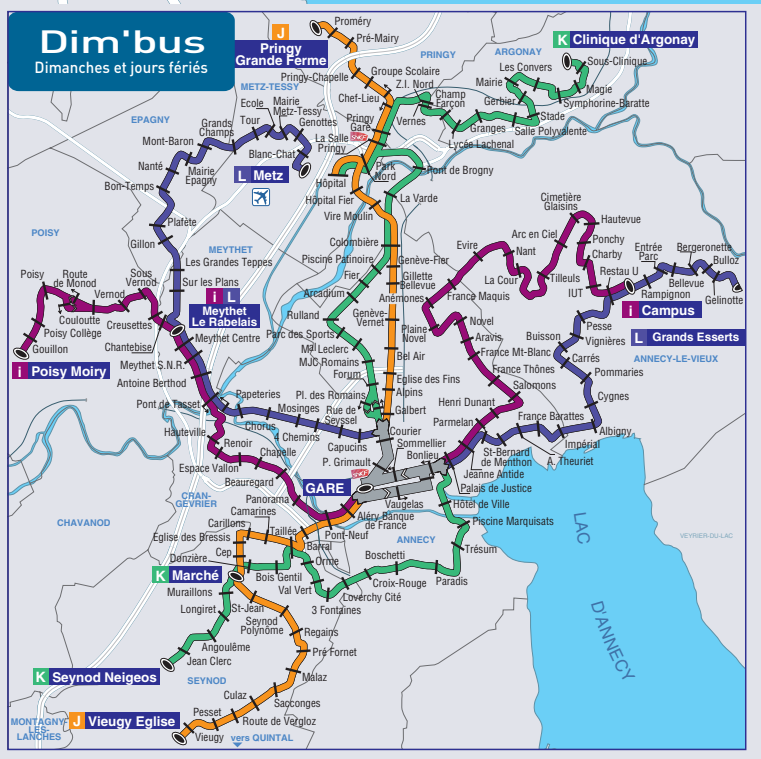 Dim'bus
Dimanches et jours fériés
J
Pringy
Grande Ferme
Proméry
Pré-Mairy
Pringy-Chapelle
Chef-Lieu
PRINGY
ARGONAY
K Clinique d'Argonay
Sous-Clinique
Les Convers
Mairie
Magie
Gerbier
Symphorine-Baratte
Stade
Salle Polyvalente
Granges
Lycée Lachenal
Groupe Scolaire
Z.I. Nord
Champ
Farçon
Vernes
Pringy
Gare
La Salle
Pringy
Park
Nord
Pont de Brogny
Hôpital
Hôpital Fier
Vire Moulin
La Varde
METZ-TESSY
Ecole
Tour
Mairie
Metz-Tessy
Genottes
Grands
Champs
Blanc-Chat
L Metz
EPAGNY
Mont-Baron
Mairie
Epagny
Nanté
Bon-Temps
Plafète
Gillon
MEYTHET
Les Grandes Teppes
Sur les Plans
i L
Meythet
Le Rabelais
Meythet Centre
POISY
Poisy
Route
de Monod
Sous
Vernod
Vernod
Couloutte
Poisy Collège
Creusettes
Gouillon
i Poisy Moiry
Chantebise
Meythet S.N.R.
Antoine Berthod
Pont de Tasset
Papeteries
Mosinges
Chorus
4 Chemins
Capucins
Hauteville
Renoir
Chapelle
Espace Vallon
Beauregard
Panorama
Colombière
Piscine Patinoire
Fier
Arcadium
Rulland
Parc des Sports
Mal Leclerc
MJC Romains
Forum
Pl. des Romains
Rue de
Seyssel
Genève-Fier
Gillette
Bellevue
Anémones
Genève-
Vernet
Bel Air
Eglise des Fins
Alpins
Galbert
Courier
Sommellier
Bonlieu
P. Grimault
GARE
Vaugelas
Aléry Banque
de France
Pont-Neuf
Cimetière
Glaisins
Hautevue
Ponchy
Charby
Arc en Ciel
Nant
Evire
La Cour
Tilleuls
IUT
Restau U
Entrée
Parc
Bergeronette
Bulloz
Bellevue
Rampignon
Gelinotte
i Campus
L Grands Esserts
ANNECY-LE-VIEUX
France Maquis
Plaine
Novel
Novel
Aravis
France Mt-Blanc
France Thônes
Salomons
Henri Dunant
Parmelan
Buisson
Pesse
Vignières
Carrés
Pommaries
Cygnes
France Barattes
Albigny
Impérial
A. Theuriet
St-Bernard
de Menthon
Jeanne Antide
Palais de Justice
Hôtel de Ville
Piscine Marquisats
Trésum
Paradis
ANNECY
Boschetti
Croix-Rouge
Loverchy Cité
3 Fontaines
Val Vert
Orme
Barral
Taillée
Bois Gentil
CRAN-
GEVRIER
CHAVANOD
Camarines
Carillons
Eglise des Bressis
Cep
Donzière
K Marché
Muraillons
Longiret
St-Jean
Seynod
Polynôme
Regains
Pré Fornet
Malaz
Angoulême
Jean Clerc
K Seynod Neigeos
SEYNOD
Sacconges
Culaz
Route de Vergloz
Pesset
Vieugy
J Vieugy Eglise
MONTAGNY-
LES-
LANCHES
vers QUINTAL
LAC
D'ANNECY
VEYRIER-DU-LAC